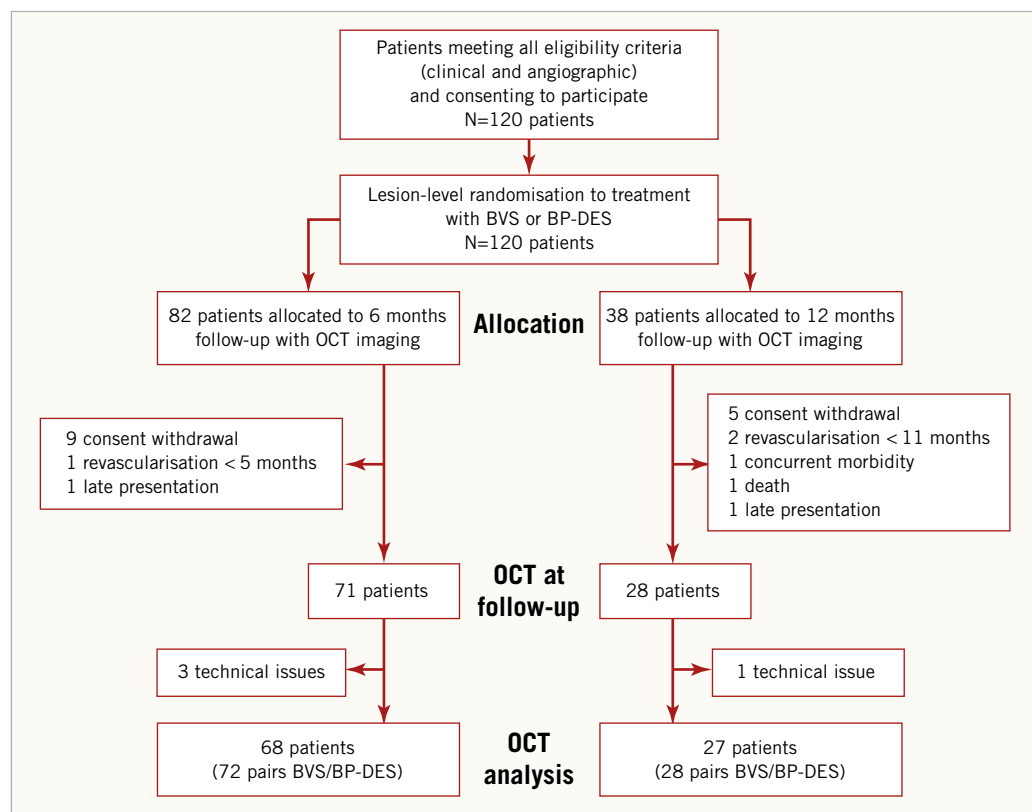 Patients meeting all eligibility criteria
(clinical and angiographic)
and consenting to participate
N=120 patients
Lesion-level randomisation to treatment
with BVS or BP-DES
N=120 patients
82 patients allocated to 6 months
follow-up with OCT imaging
Allocation
38 patients allocated to 12 months
follow-up with OCT imaging
9 consent withdrawal
1 revascularisation < 5 months
1 late presentation
5 consent withdrawal
2 revascularisation < 11 months
1 concurrent morbidity
1 death
1 late presentation
71 patients
OCT at
follow-up
28 patients
3 technical issues
1 technical issue
68 patients
(72 pairs BVS/BP-DES)
OCT
analysis
27 patients
(28 pairs BVS/BP-DES)